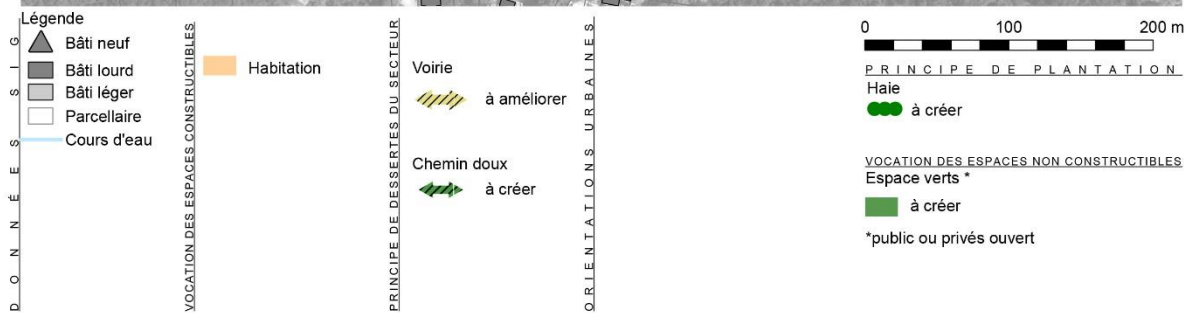 Légende
DONNÉES SIG
Bâti neuf
Bâti lourd
Bâti léger
Parcellaire
Cours d'eau
VOCATION DES ESPACES CONSTRUCTIBLES
Habitation
PRINCIPE DE DESSERTES DU SECTEUR
Voirie
à améliorer
Chemin doux
à créer
ORIENTATIONS URBAINES
0 100 200 m
PRINCIPE DE PLANTATION
Haie
à créer
VOCATION DES ESPACES NON CONSTRUCTIBLES
Espace verts *
à créer
*public ou privés ouvert